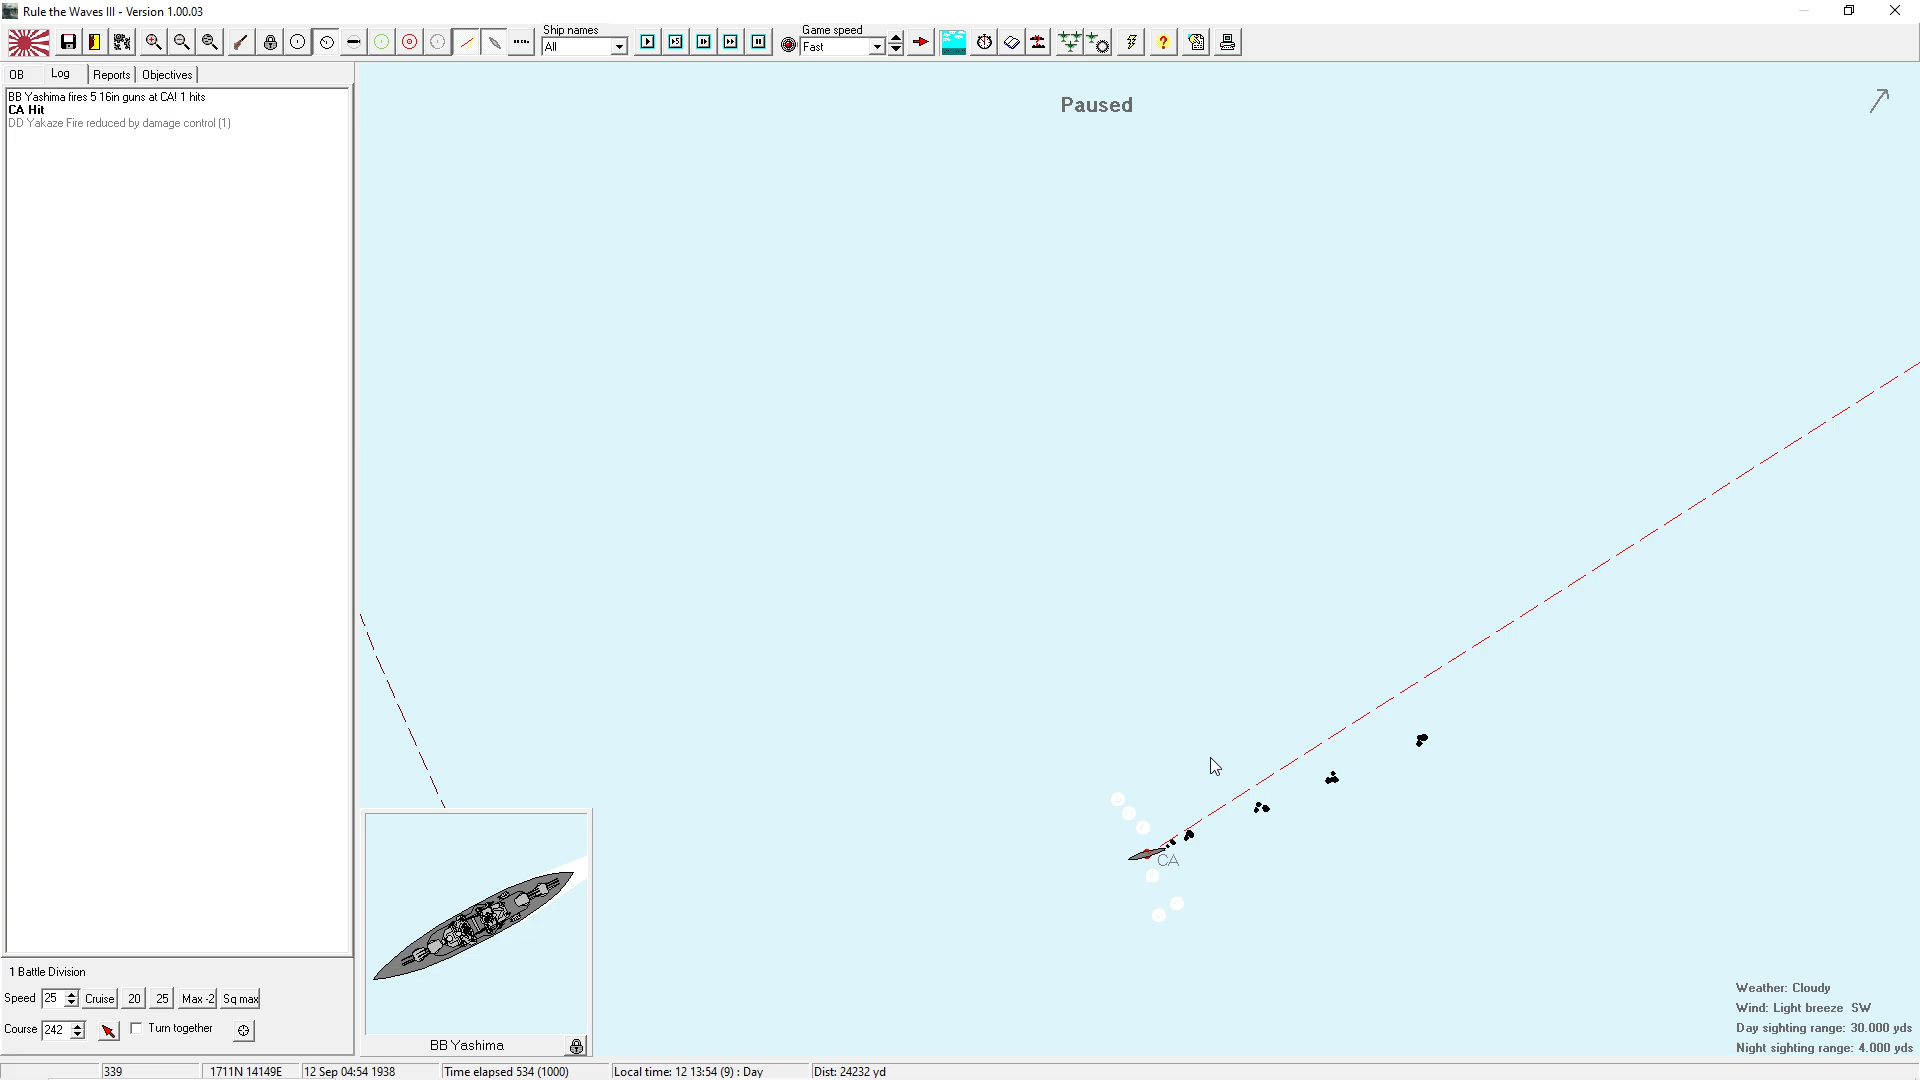 Rule the Waves III - Version 1.00.03
Ship names
All
Game speed
Fast
OB
Log
Reports
Objectives
BB Yashima fires 5 16in guns at CA! 1 hits
CA Hit
DD Yakaze Fire reduced by damage control (1)
Paused
CA
1 Battle Division
Speed 25 Cruise 20 25 Max -2 Sq max
Course 242 Turn together
BB Yashima
Weather: Cloudy
Wind: Light breeze SW
Day sighting range: 30.000 yds
Night sighting range: 4.000 yds
339 1711N 14149E 12 Sep 04:54 1938 Time elapsed 534 (1000) Local time: 12 13:54 (9) : Day Dist: 24232 yd